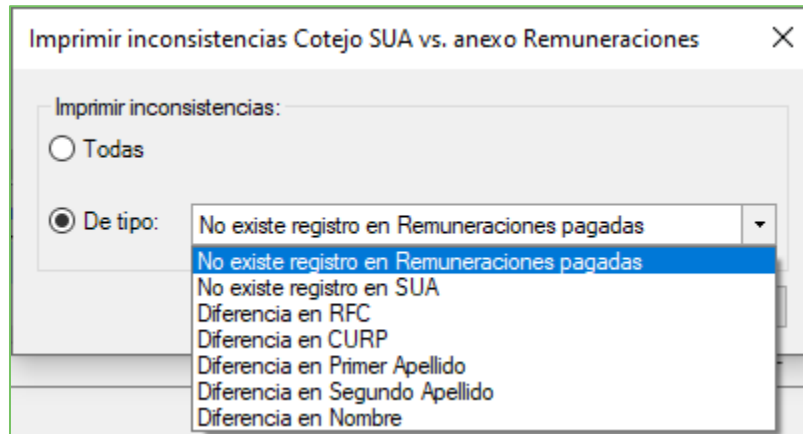 Imprimir inconsistencias Cotejo SUA vs. anexo Remuneraciones
Imprimir inconsistencias:
Todas
De tipo:
No existe registro en Remuneraciones pagadas
No existe registro en Remuneraciones pagadas
No existe registro en SUA
Diferencia en RFC
Diferencia en CURP
Diferencia en Primer Apellido
Diferencia en Segundo Apellido
Diferencia en Nombre